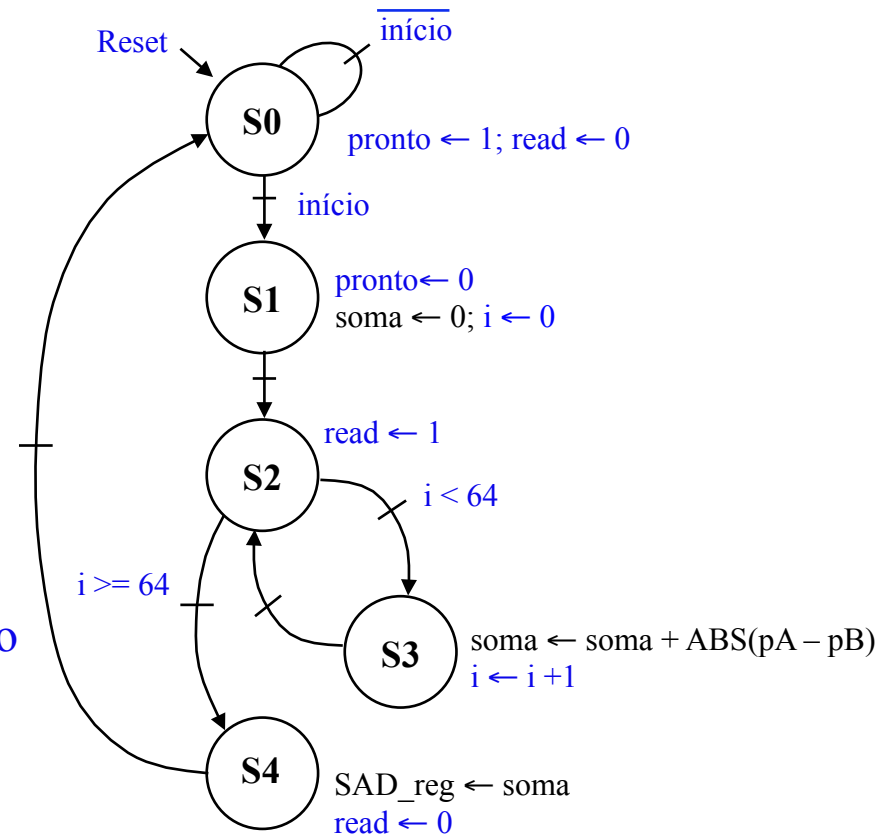 início
Reset
S0
pronto ← 1; read ← 0
início
S1
pronto← 0
soma ← 0; i ← 0
read ← 1
S2
i < 64
i >= 64
o
S3
soma ← soma + ABS(pA – pB)
i ← i +1
S4
SAD_reg ← soma
read ← 0